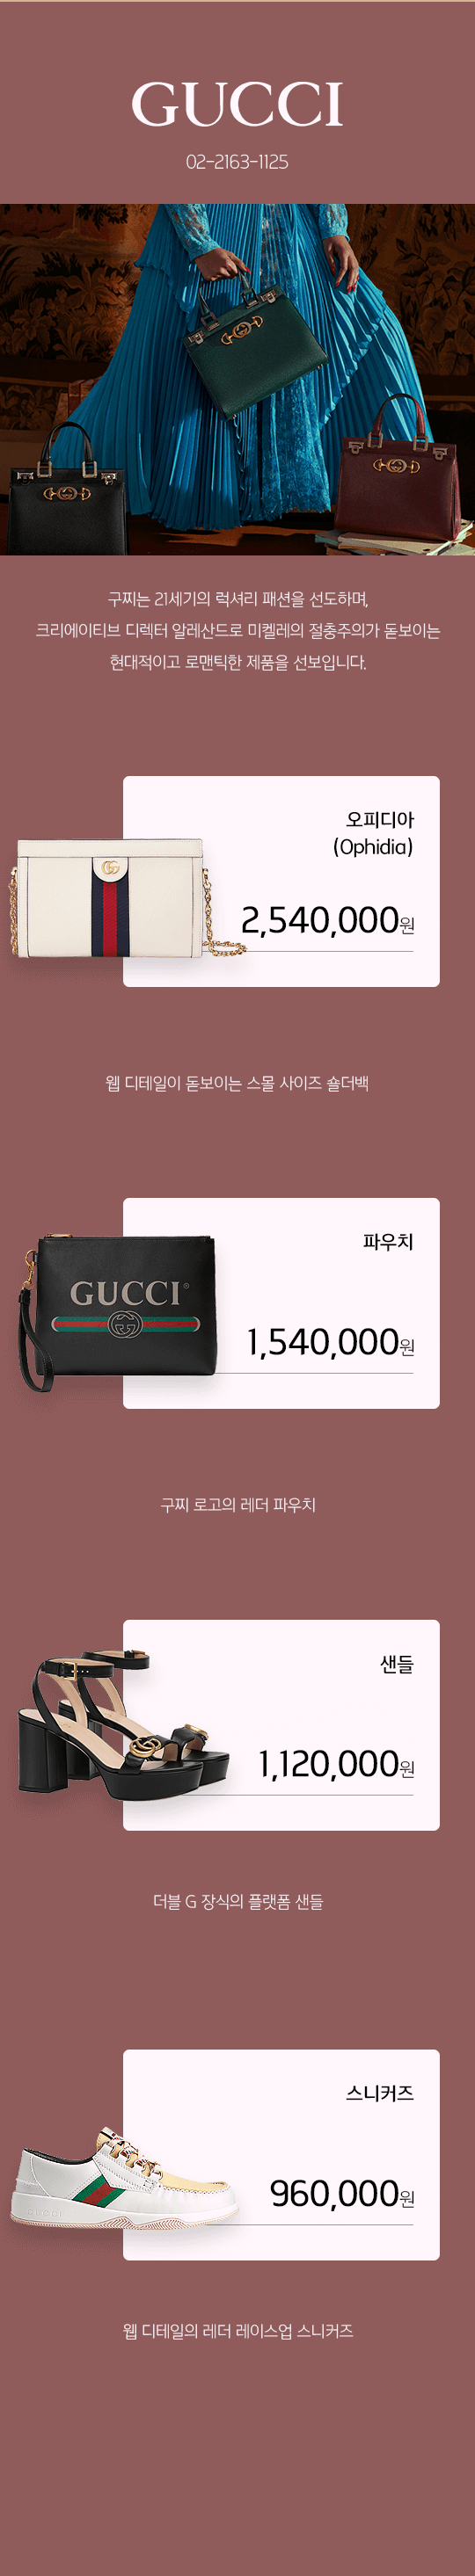 GUCCI
02-2163-1125
구찌는 21세기의 럭셔리 패션을 선도하며,
크리에이티브 디렉터 알레산드로 미켈레의 절충주의가 돋보이는
현대적이고 로맨틱한 제품을 선보입니다.
오피디아
(Ophidia)
2,540,000원
웹 디테일이 돋보이는 스몰 사이즈 숄더백
파우치
GUCCI®
1,540,000원
구찌 로고의 레더 파우치
샌들
1,120,000원
더블 G 장식의 플랫폼 샌들
스니커즈
960,000원
웹 디테일의 레더 레이스업 스니커즈